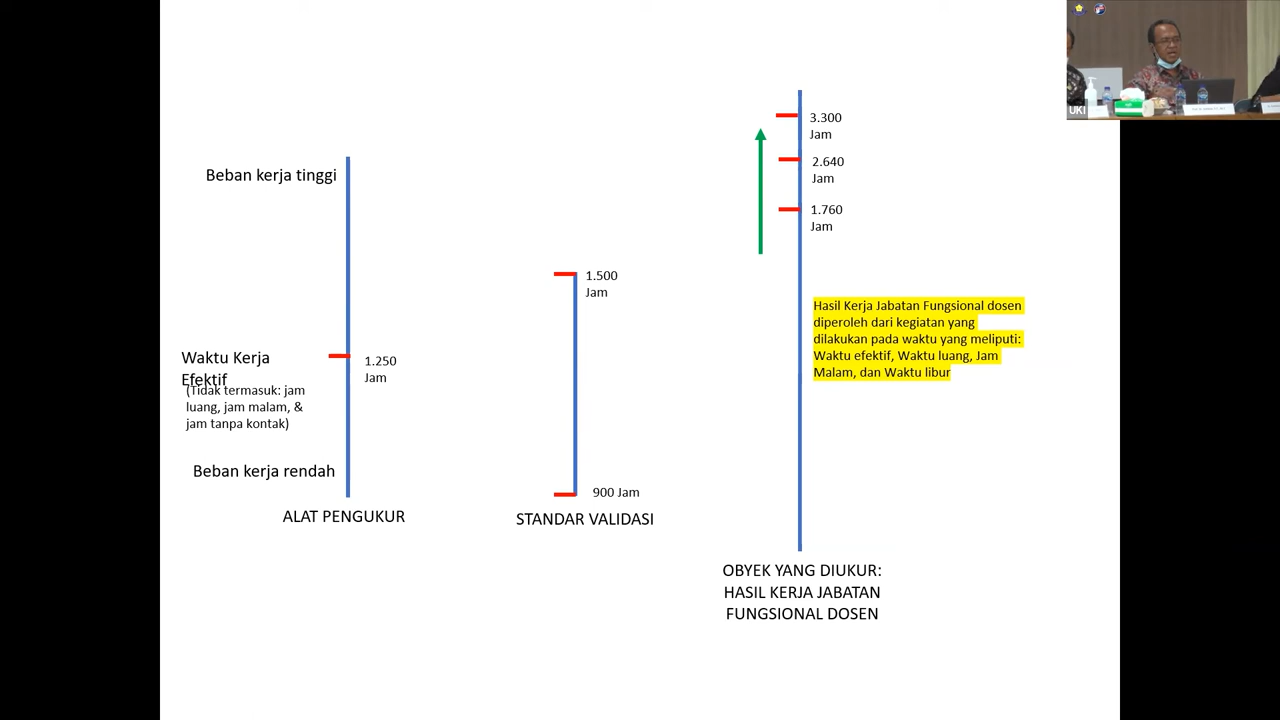 Beban kerja tinggi
Waktu Kerja
Efektif
(Tidak termasuk: jam
luang, jam malam, &
jam tanpa kontak)
1.250
Jam
Beban kerja rendah
ALAT PENGUKUR
1.500
Jam
900 Jam
STANDAR VALIDASI
3.300
Jam
2.640
Jam
1.760
Jam
Hasil Kerja Jabatan Fungsional dosen
diperoleh dari kegiatan yang
dilakukan pada waktu yang meliputi:
Waktu efektif, Waktu luang, Jam
Malam, dan Waktu libur
OBYEK YANG DIUKUR:
HASIL KERJA JABATAN
FUNGSIONAL DOSEN
UKI